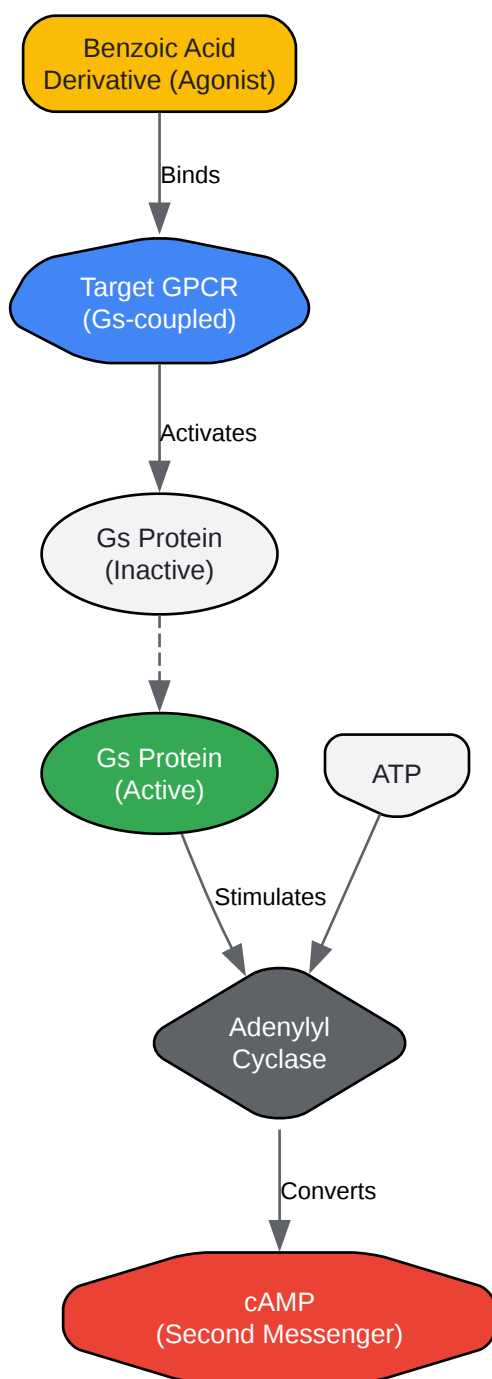 Benzoic Acid
Derivative (Agonist)
Binds
Target GPCR
(Gs-coupled)
Activates
Gs Protein
(Inactive)
Gs Protein
(Active)
ATP
Stimulates
Adenylyl
Cyclase
Converts
cAMP
(Second Messenger)